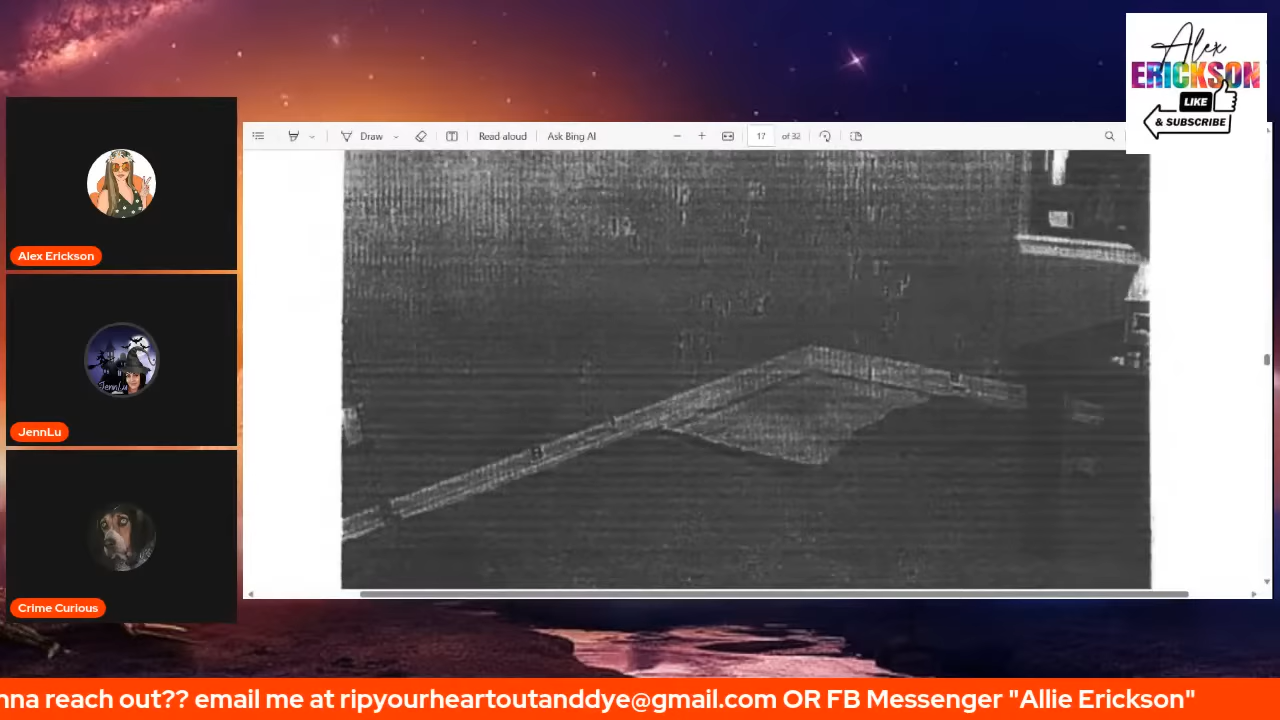 Alex
ERICKSON
LIKE
& SUBSCRIBE
Draw
Read aloud
Ask Bing AI
17
of 32
Alex Erickson
JennLu
JennLu
Crime Curious
nna reach out?? email me at ripyourheartoutanddye@gmail.com OR FB Messenger "Allie Erickson"